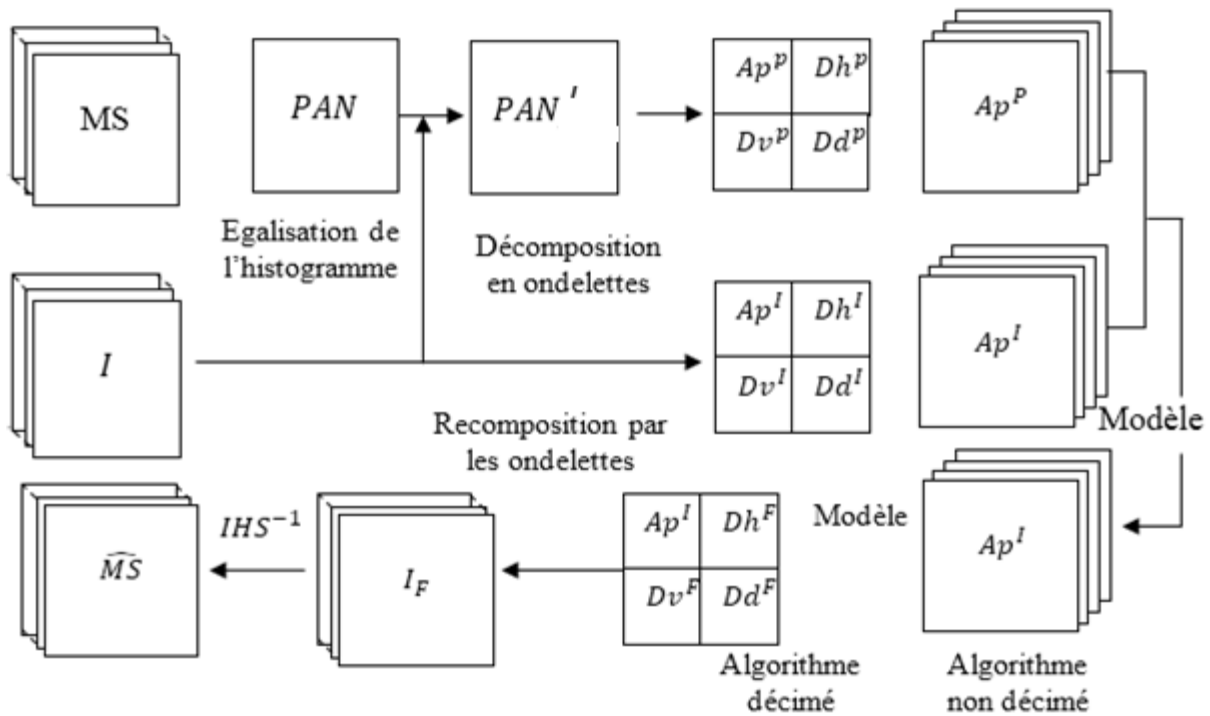 MS
PAN
PAN'
Ap^p Dh^p
Dv^p Dd^p
Ap^P
Egalisation de
l'histogramme
Décomposition
en ondelettes
I
Ap^I Dh^I
Dv^I Dd^I
Ap^I
Modèle
Recomposition par
les ondelettes
\widehat{MS}
IHS^{-1}
I_F
Ap^I Dh^F
Dv^F Dd^F
Modèle
Ap^I
Algorithme
décimé
Algorithme
non décimé